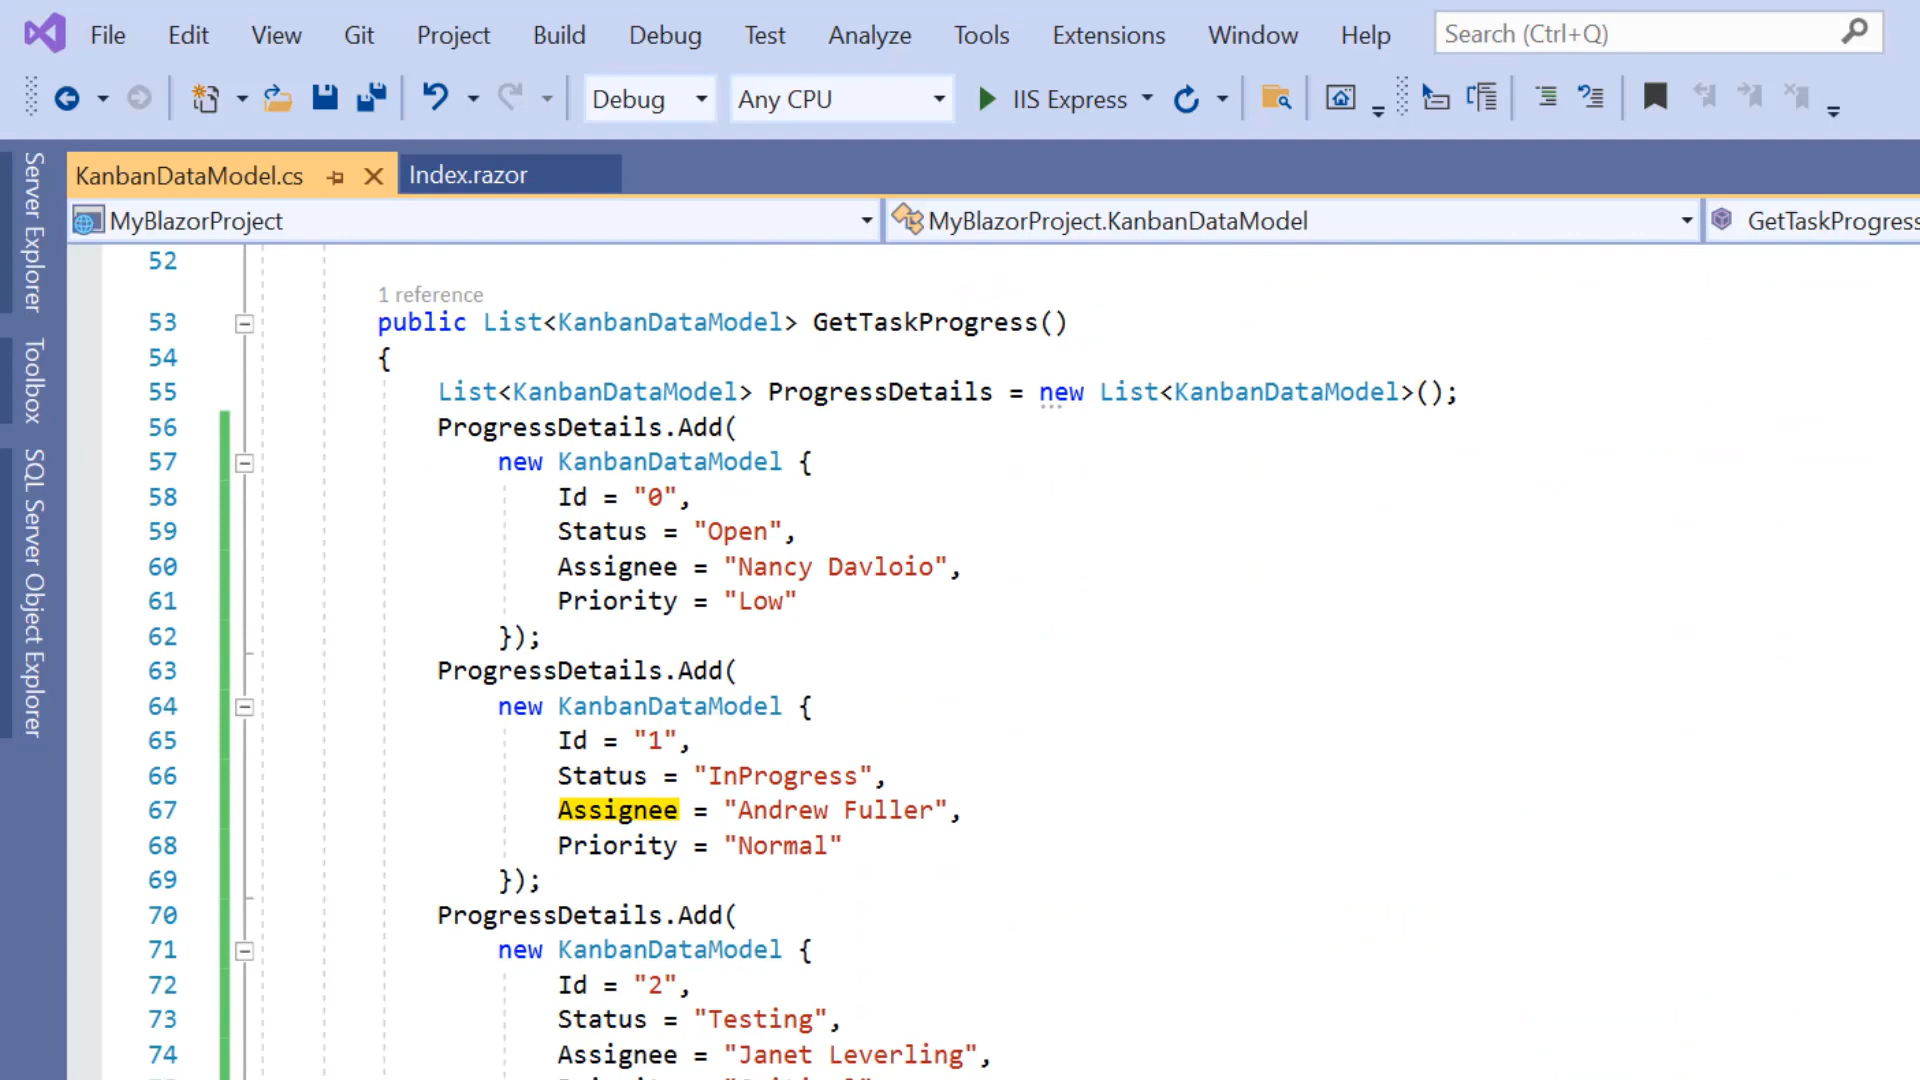 File Edit View Git Project Build Debug Test Analyze Tools Extensions Window Help Search (Ctrl+Q)
Debug Any CPU IIS Express
Server Explorer
Toolbox
SQL Server Object Explorer
KanbanDataModel.cs Index.razor
MyBlazorProject MyBlazorProject.KanbanDataModel GetTaskProgress
52
1 reference
53 public List<KanbanDataModel> GetTaskProgress()
54 {
55 List<KanbanDataModel> ProgressDetails = new List<KanbanDataModel>();
56 ProgressDetails.Add(
57 new KanbanDataModel {
58 Id = "0",
59 Status = "Open",
60 Assignee = "Nancy Davloio",
61 Priority = "Low"
62 });
63 ProgressDetails.Add(
64 new KanbanDataModel {
65 Id = "1",
66 Status = "InProgress",
67 Assignee = "Andrew Fuller",
68 Priority = "Normal"
69 });
70 ProgressDetails.Add(
71 new KanbanDataModel {
72 Id = "2",
73 Status = "Testing",
74 Assignee = "Janet Leverling",